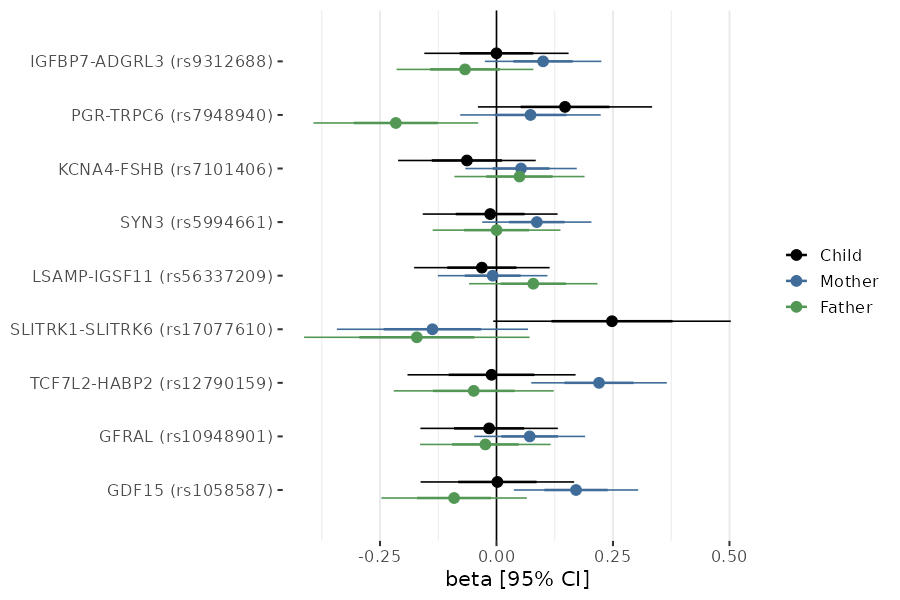 IGFBP7-ADGRL3 (rs9312688)
PGR-TRPC6 (rs7948940)
KCNA4-FSHB (rs7101406)
SYN3 (rs5994661)
LSAMP-IGSF11 (rs56337209)
SLITRK1-SLITRK6 (rs17077610)
TCF7L2-HABP2 (rs12790159)
GFRAL (rs10948901)
GDF15 (rs1058587)
Child
Mother
Father
-0.25 0.00 0.25 0.50
beta [95% CI]